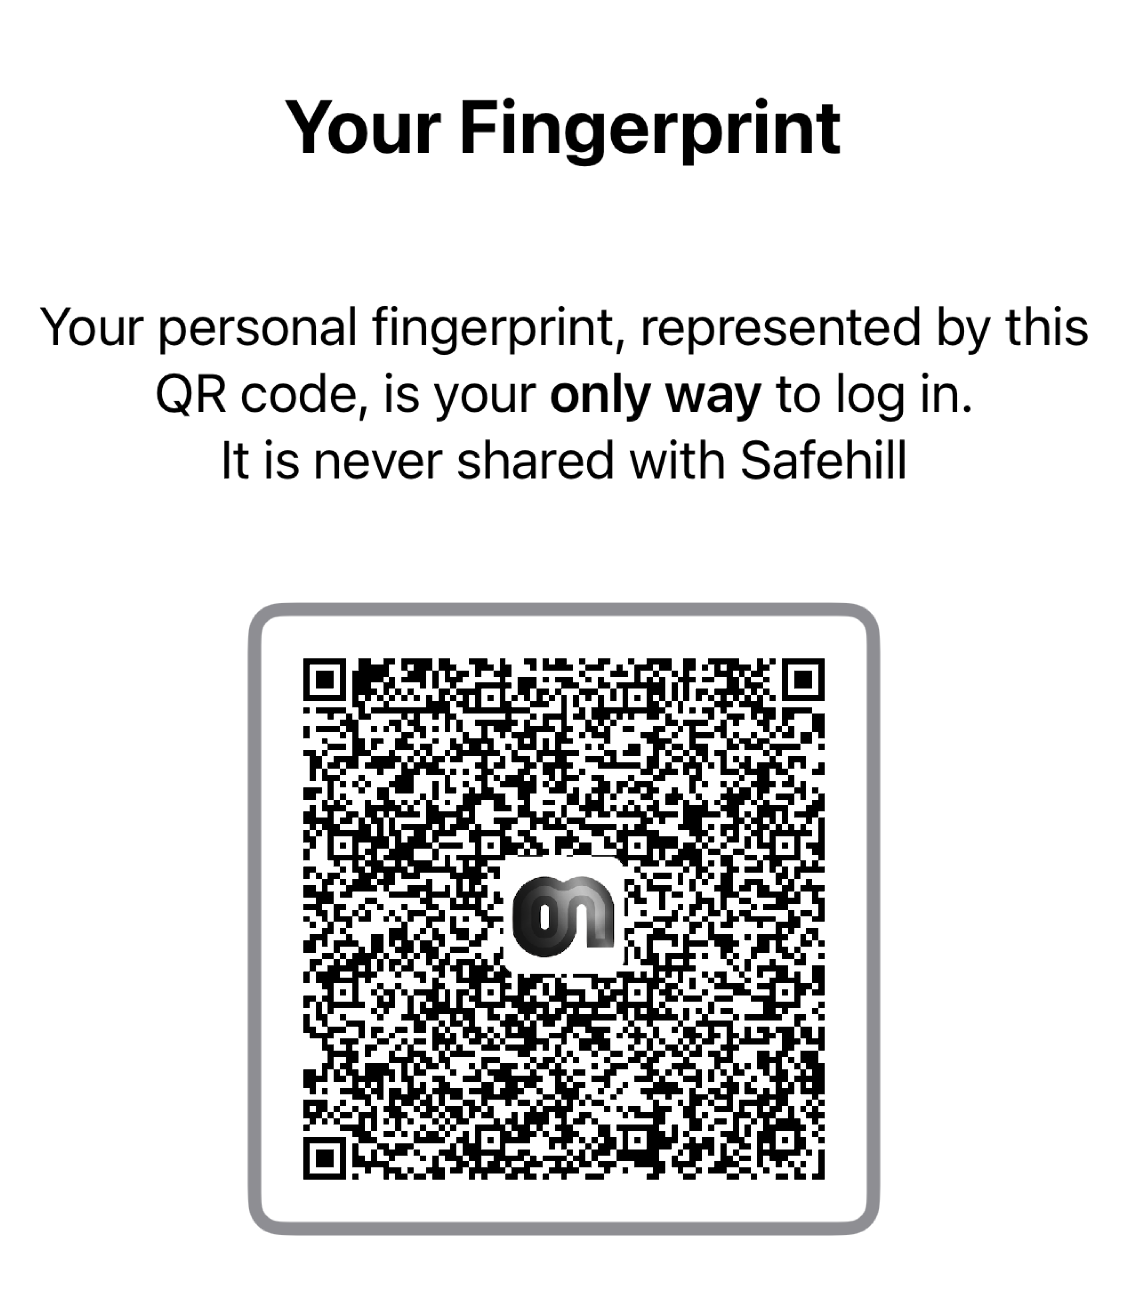 Your Fingerprint
Your personal fingerprint, represented by this
QR code, is your only way to log in.
It is never shared with Safehill